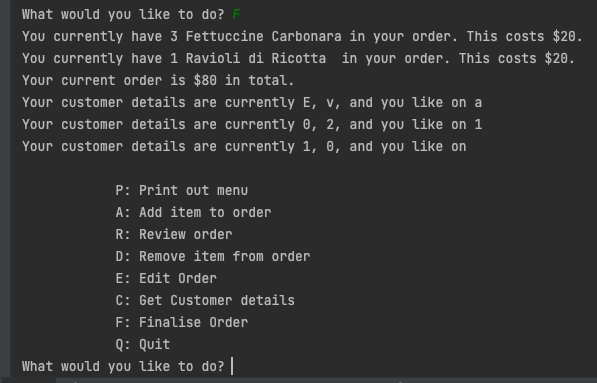 What would you like to do? F
You currently have 3 Fettuccine Carbonara in your order. This costs $20.
You currently have 1 Ravioli di Ricotta  in your order. This costs $20.
Your current order is $80 in total.
Your customer details are currently E, v, and you like on a
Your customer details are currently 0, 2, and you like on 1
Your customer details are currently 1, 0, and you like on
P: Print out menu
A: Add item to order
R: Review order
D: Remove item from order
E: Edit Order
C: Get Customer details
F: Finalise Order
Q: Quit
What would you like to do?